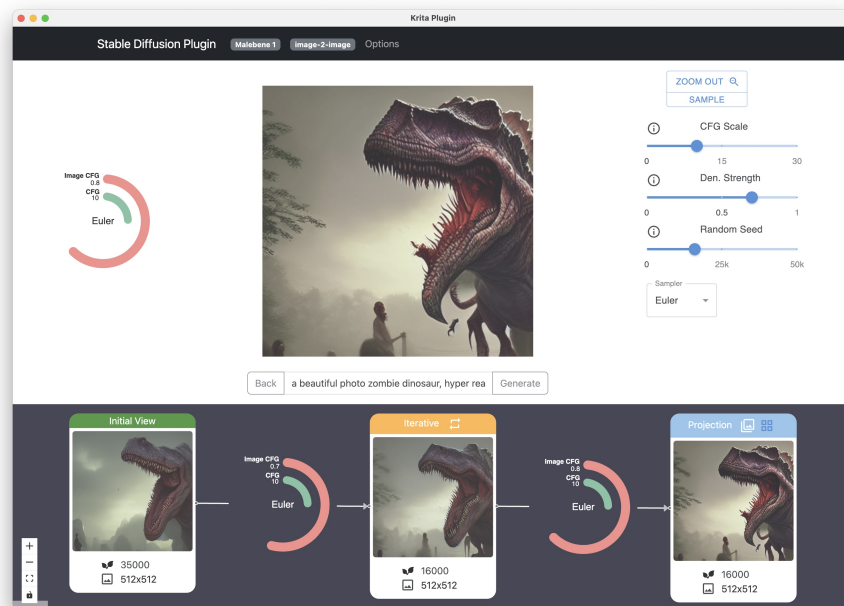 Krita Plugin
Stable Diffusion Plugin Malebene 1 image-2-image Options
ZOOM OUT
SAMPLE
CFG Scale
0 15 30
Den. Strength
0 0.5 1
Random Seed
0 25k 50k
Sampler
Euler
Image CFG
0.8
CFG
10
Euler
Back a beautiful photo zombie dinosaur, hyper rea Generate
Initial View
35000
512x512
Image CFG
0.7
CFG
10
Euler
Iterative
16000
512x512
Image CFG
0.8
CFG
10
Euler
Projection
16000
512x512